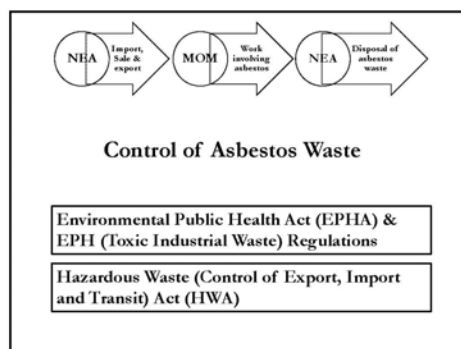 NEA
Import,
Sale &
export
MOM
Work
involving
asbestos
NEA
Disposal of
asbestos
waste
Control of Asbestos Waste
Environmental Public Health Act (EPHA) &
EPH (Toxic Industrial Waste) Regulations
Hazardous Waste (Control of Export, Import
and Transit) Act (HWA)